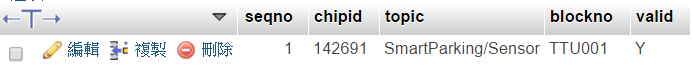 ←T→ seqno chipid topic blockno valid
編輯 複製 刪除 1 142691 SmartParking/Sensor TTU001 Y